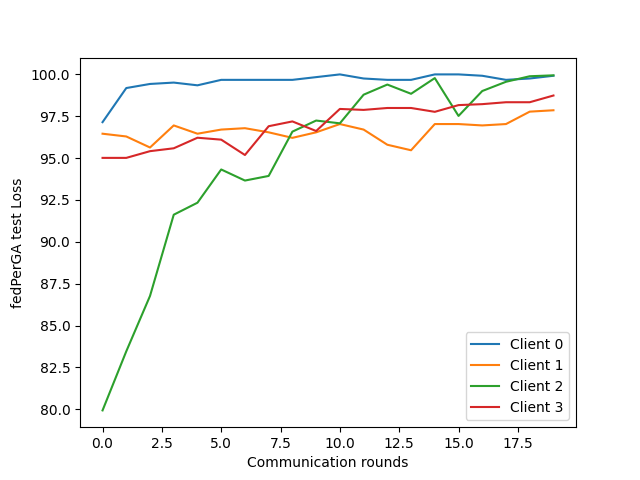 100.0
97.5
95.0
92.5
90.0
87.5
85.0
82.5
80.0
fedPerGA test Loss
0.0 2.5 5.0 7.5 10.0 12.5 15.0 17.5
Communication rounds
Client 0
Client 1
Client 2
Client 3